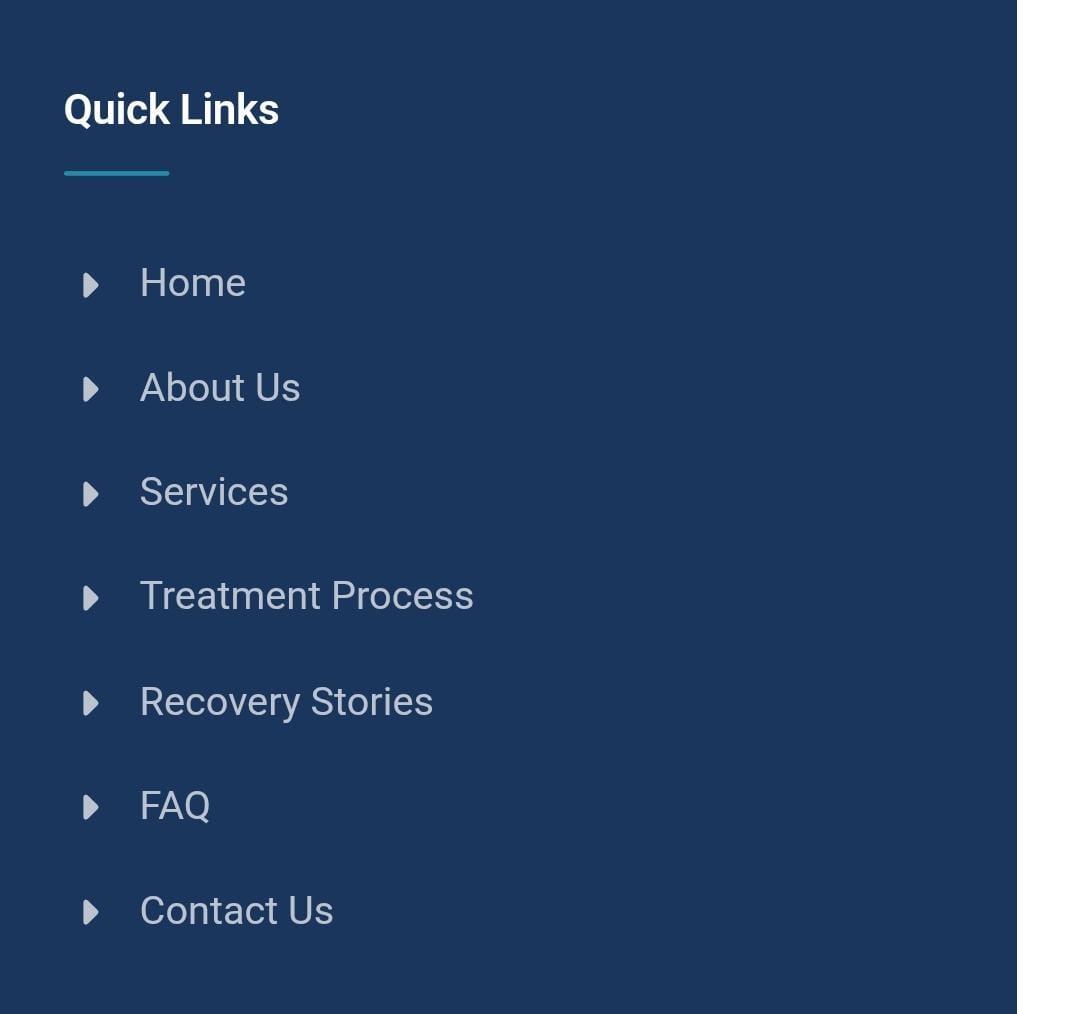 Quick Links
Home
About Us
Services
Treatment Process
Recovery Stories
FAQ
Contact Us